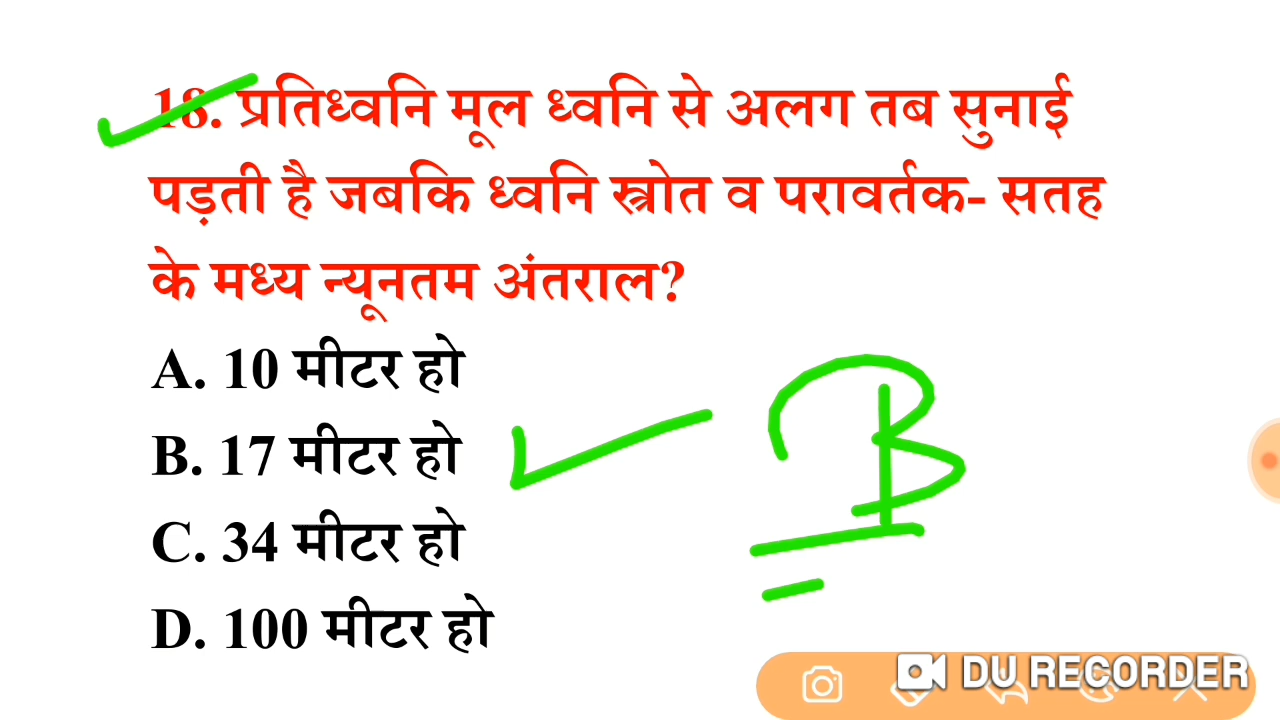 18. प्रतिध्वनि मूल ध्वनि से अलग तब सुनाई
पड़ती है जबकि ध्वनि स्त्रोत व परावर्तक- सतह
के मध्य न्यूनतम अंतराल?
A. 10 मीटर हो
B. 17 मीटर हो
C. 34 मीटर हो
D. 100 मीटर हो
B
DU RECORDER